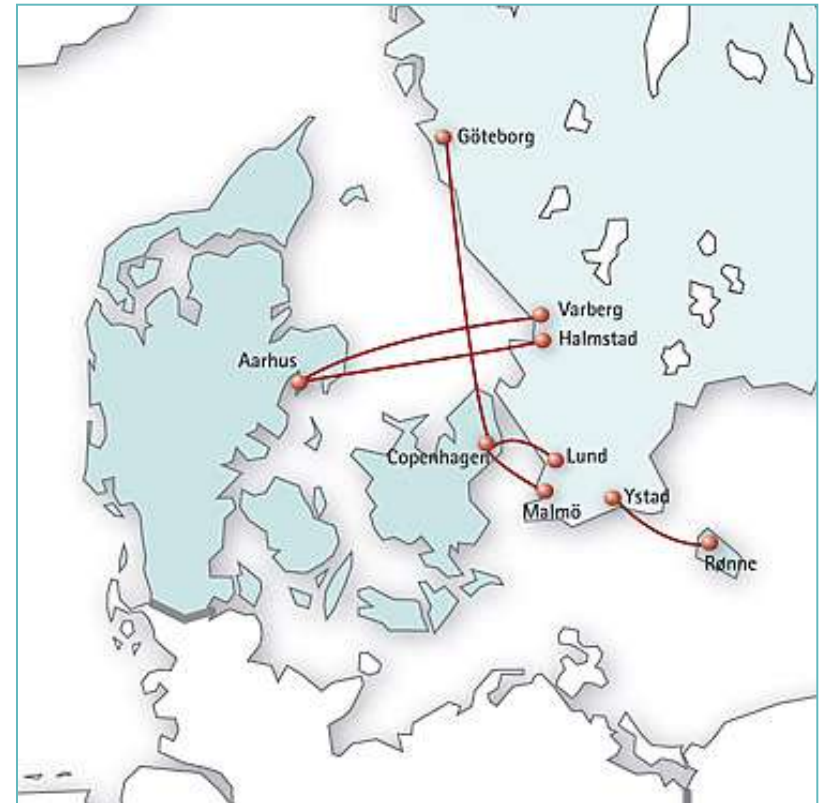 Göteborg
Varberg
Halmstad
Aarhus
Copenhagen
Lund
Malmö
Ystad
Rønne